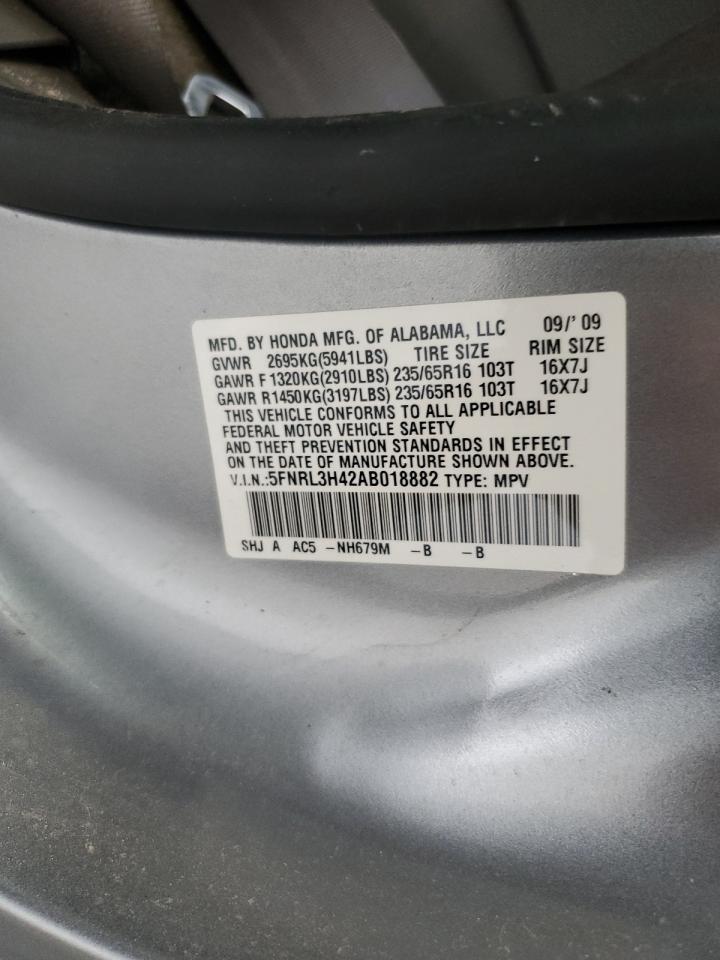 MFD. BY HONDA MFG. OF ALABAMA, LLC 09/' 09
GVWR 2695KG(5941LBS) TIRE SIZE RIM SIZE
GAWR F 1320KG(2910LBS) 235/65R16 103T 16X7J
GAWR R1450KG(3197LBS) 235/65R16 103T 16X7J
THIS VEHICLE CONFORMS TO ALL APPLICABLE
FEDERAL MOTOR VEHICLE SAFETY
AND THEFT PREVENTION STANDARDS IN EFFECT
ON THE DATE OF MANUFACTURE SHOWN ABOVE.
V.I.N.:5FNRL3H42AB018882 TYPE: MPV
SHJ A AC5 -NH679M -B -B